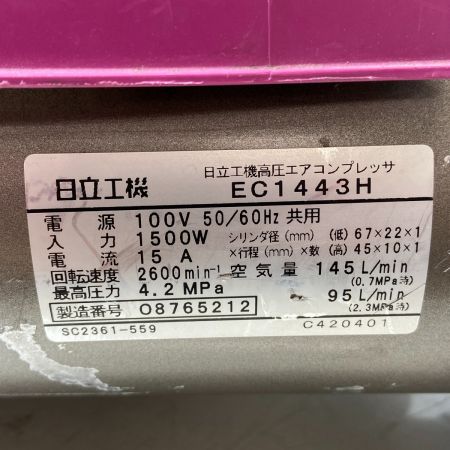 日立工機
日立工機高圧エアコンプレッサ
EC1443H
電源 100V 50/60Hz 共用
入力 1500W シリンダ径(mm) (低) 67×22×1
電流 15 A ×行程(mm)×数 (高) 45×10×1
回転速度 2600min⁻¹ 空気量 145 L/min
(0.7MPa時)
最高圧力 4.2 MPa
95 L/min
(2.3MPa時)
製造番号 O8765212
SC2361-559
C420401